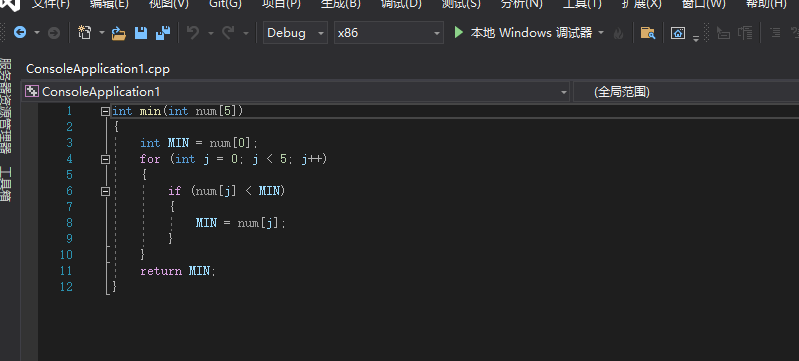 文件(F) 编辑(E) 视图(V) Git(G) 项目(P) 生成(B) 调试(D) 测试(S) 分析(N) 工具(T) 扩展(X) 窗口(W) 帮助(H)
Debug x86 本地 Windows 调试器
ConsoleApplication1.cpp
ConsoleApplication1 (全局范围)
服务器资源管理器 工具箱
1 int min(int num[5])
2 {
3 int MIN = num[0];
4 for (int j = 0; j < 5; j++)
5 {
6 if (num[j] < MIN)
7 {
8 MIN = num[j];
9 }
10 }
11 return MIN;
12 }